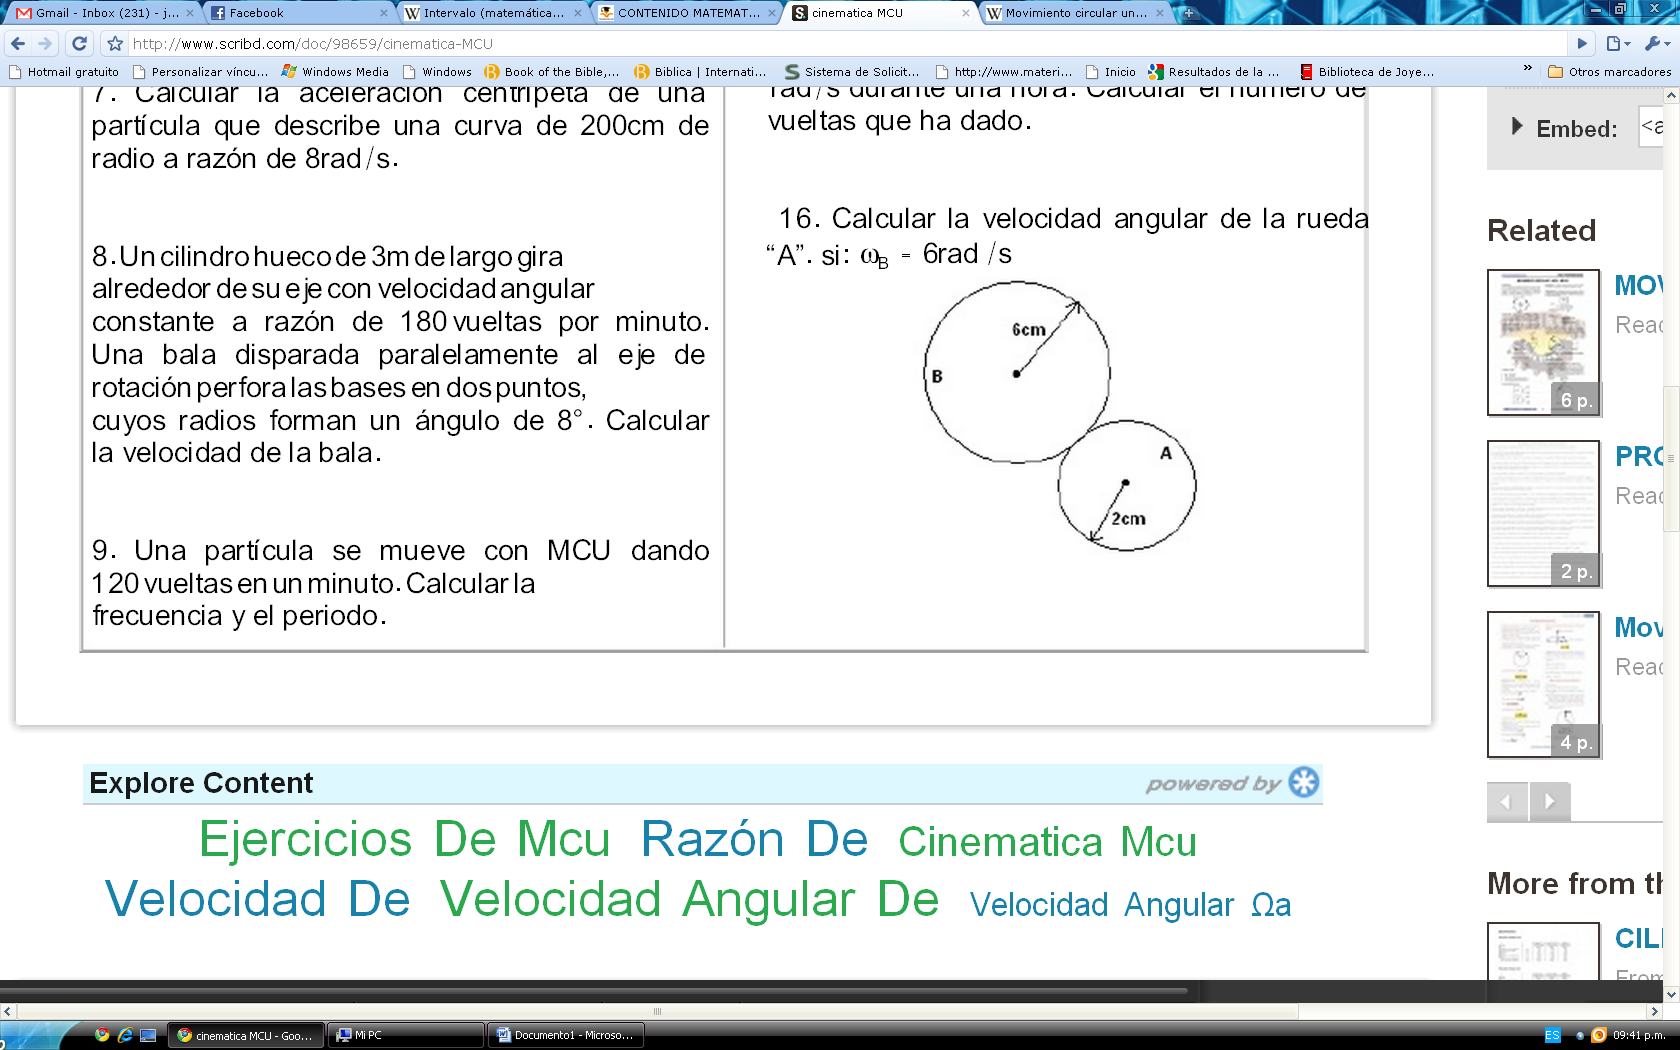 Gmail - Inbox (231) - j...
Facebook
Intervalo (matemática...
CONTENIDO MATEMAT...
cinematica MCU
Movimiento circular un...
http://www.scribd.com/doc/98659/cinematica-MCU
Hotmail gratuito
Personalizar víncu...
Windows Media
Windows
Book of the Bible,...
Biblica | Internati...
Sistema de Solicit...
http://www.materi...
Inicio
Resultados de la ...
Biblioteca de Joye...
»
Otros marcadores
7. Calcular la aceleración centrípeta de una
partícula que describe una curva de 200cm de
radio a razón de 8rad/s.
8.Un cilindro hueco de 3m de largo gira
alrededor de su eje con velocidad angular
constante a razón de 180 vueltas por minuto.
Una bala disparada paralelamente al eje de
rotación perfora las bases en dos puntos,
cuyos radios forman un ángulo de 8°. Calcular
la velocidad de la bala.
9. Una partícula se mueve con MCU dando
120 vueltas en un minuto. Calcular la
frecuencia y el periodo.
rad/s durante una hora. Calcular el número de
vueltas que ha dado.
16. Calcular la velocidad angular de la rueda
“A”. si: ωB = 6rad /s
6cm
B
A
2cm
Embed:
<a
Related
MOV
Read
6 p.
PRO
Read
2 p.
Mov
Read
4 p.
More from th
CILI
From
Explore Content
powered by
Ejercicios De Mcu Razón De Cinematica Mcu
Velocidad De Velocidad Angular De Velocidad Angular Ωa
cinematica MCU - Goo...
Mi PC
Documento1 - Microso...
ES
09:41 p.m.